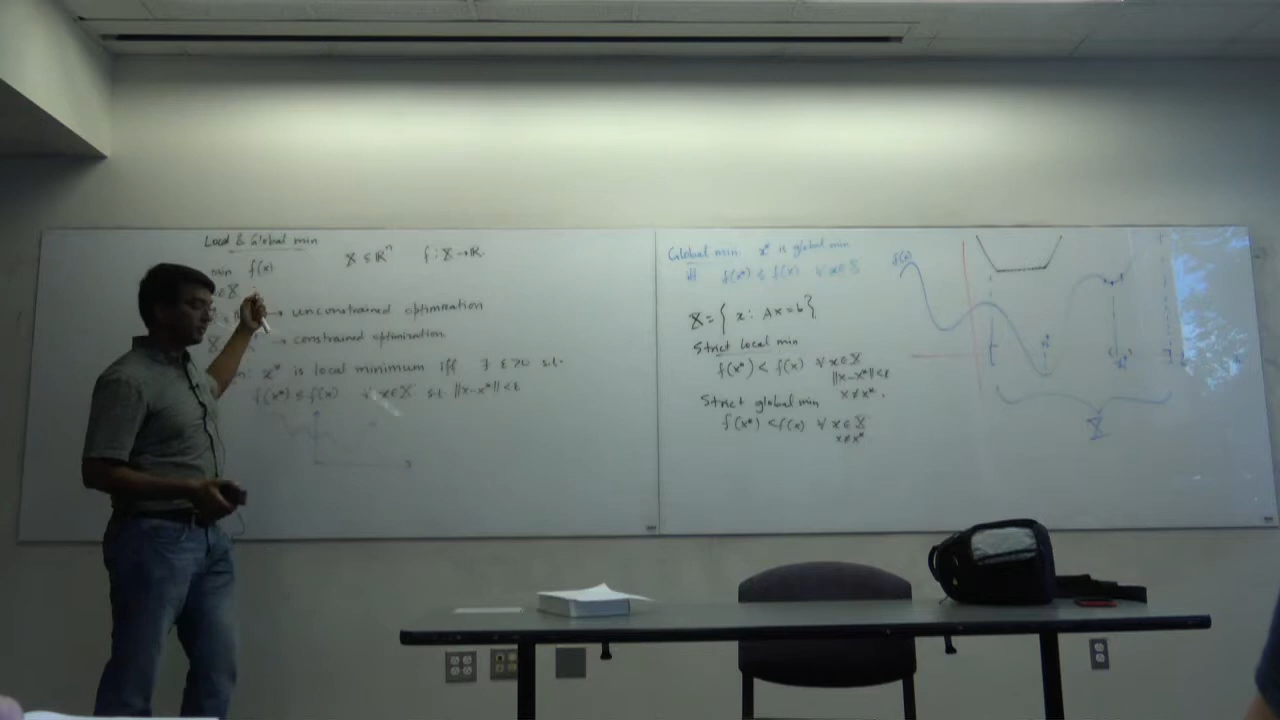 Local & Global min
min f(x)
∈ 𝕏
𝕏 ⊆ ℝⁿ f : 𝕏 → ℝ.
→ unconstrained optimization
→ constrained optimization.
x* is local minimum iff ∃ ε>0 s.t.
f(x*) ≤ f(x) ∀ x∈𝕏 s.t. ||x-x*||<ε
Global min x* is global min
iff f(x*) ≤ f(x) ∀ x∈𝕏
𝕏 = { x : Ax = b }
Strict local min
f(x*) < f(x) ∀ x∈𝕏
||x-x*||<ε
x≠x*.
Strict global min
f(x*) < f(x) ∀ x∈𝕏
x≠x*
f(x)
𝕏